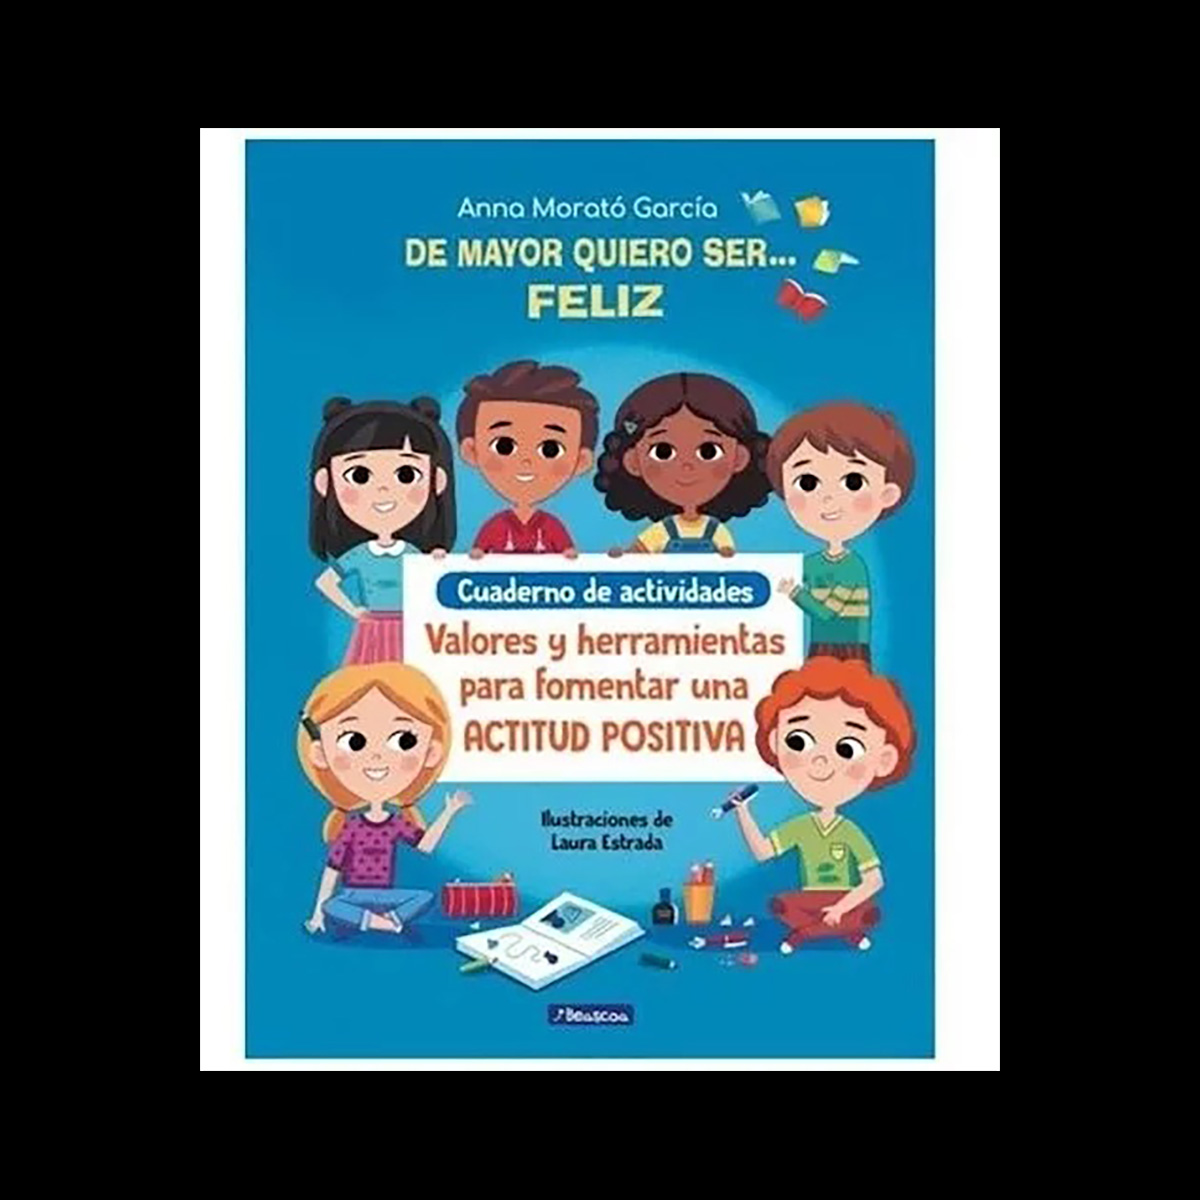 Anna Morató García
DE MAYOR QUIERO SER...
FELIZ
Cuaderno de actividades
Valores y herramientas
para fomentar una
ACTITUD POSITIVA
Ilustraciones de
Laura Estrada
Beascoa